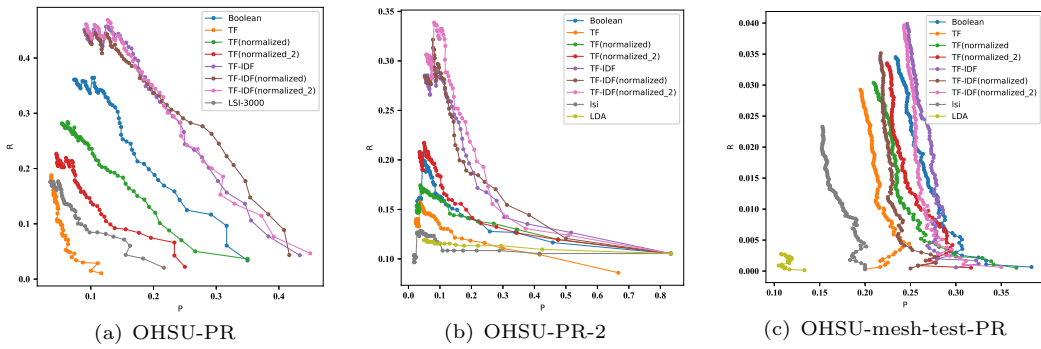 Boolean
TF
TF(normalized)
TF(normalized_2)
TF-IDF
TF-IDF(normalized)
TF-IDF(normalized_2)
LSI-3000
R
0.4
0.3
0.2
0.1
0.0
0.1
0.2
0.3
0.4
P
(a) OHSU-PR
Boolean
TF
TF(normalized)
TF(normalized_2)
TF-IDF
TF-IDF(normalized)
TF-IDF(normalized_2)
lsi
LDA
R
0.35
0.30
0.25
0.20
0.15
0.10
0.0
0.1
0.2
0.3
0.4
0.5
0.6
0.7
0.8
P
(b) OHSU-PR-2
Boolean
TF
TF(normalized)
TF(normalized_2)
TF-IDF
TF-IDF(normalized)
TF-IDF(normalized_2)
lsi
LDA
R
0.040
0.035
0.030
0.025
0.020
0.015
0.010
0.005
0.000
0.10
0.15
0.20
0.25
0.30
0.35
P
(c) OHSU-mesh-test-PR